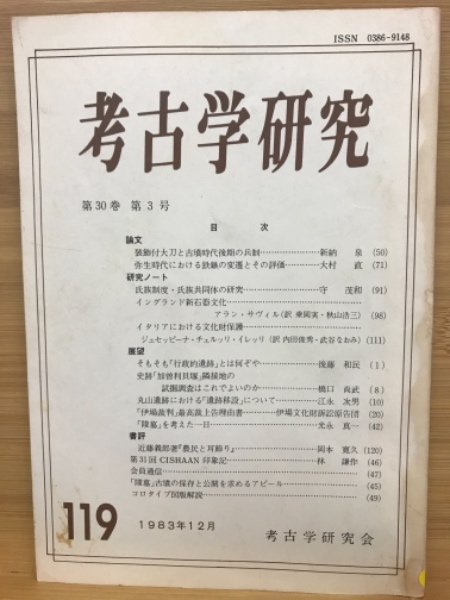 ISSN 0386-9148
考古学研究
第30巻 第3号
目 次
論文
装飾付大刀と古墳時代後期の兵制……………………新納 泉 (50)
弥生時代における鉄鏃の変遷とその評価…………大村 直 (71)
研究ノート
氏族制度・氏族共同体の研究……………………守 茂和 (91)
イングランド新石器文化……………………
アラン・サヴィル(訳 乗岡実・秋山浩三) (98)
イタリアにおける文化財保護……………………
ジュセッピーナ・チェルッリ・イレッリ(訳 内田俊秀・武谷なおみ) (111)
展望
そもそも「行政的遺跡」とは何ぞや……………………後藤 和民 (1)
史跡「加曽利貝塚」隣接地の
試掘調査はこれでよいのか……………………橋口 尚武 (8)
丸山遺跡における「遺跡移設」について……………江永 次男 (10)
「伊場裁判」最高裁上告理由書…………伊場文化財訴訟原告団 (20)
「陵墓」を考えた一日……………………光永 真一 (42)
書評
近藤義郎著『農民と耳飾り』……………………岡本 寛久 (120)
第31回 CISHAAN 印象記……………………林 謙作 (46)
会員通信……………………(47)
「陵墓」古墳の保存と公開を求めるアピール……………………(45)
コロタイプ図版解説……………………(49)
119
1983年12月
考古学研究会